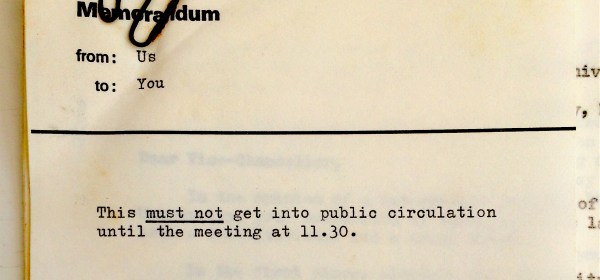 Memorandum
from: Us
to: You
This must not get into public circulation
until the meeting at 11.30.